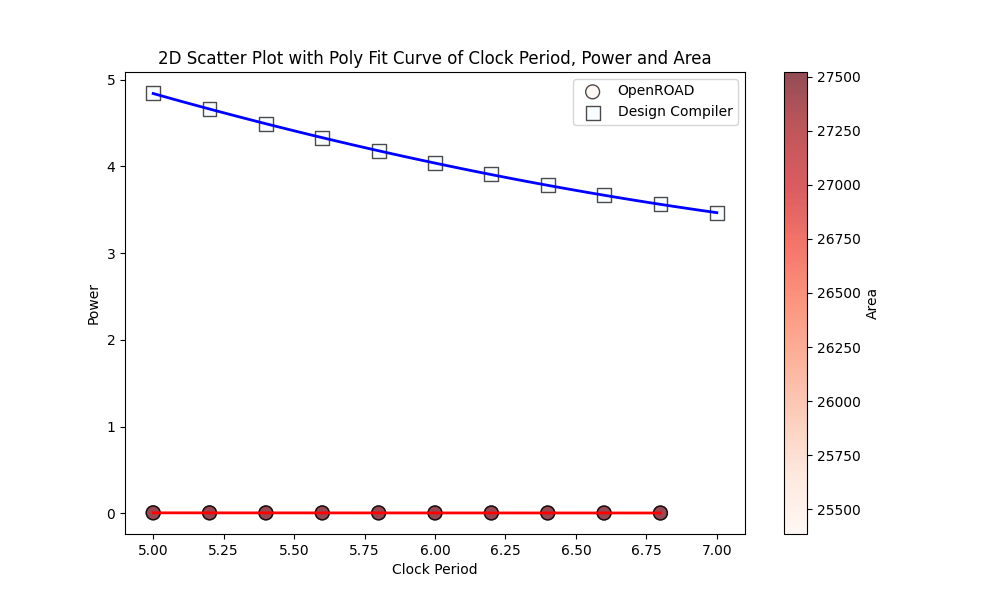 2D Scatter Plot with Poly Fit Curve of Clock Period, Power and Area
OpenROAD
Design Compiler
5
4
3
2
1
0
Power
5.00 5.25 5.50 5.75 6.00 6.25 6.50 6.75 7.00
Clock Period
27500
27250
27000
26750
26500
26250
26000
25750
25500
Area